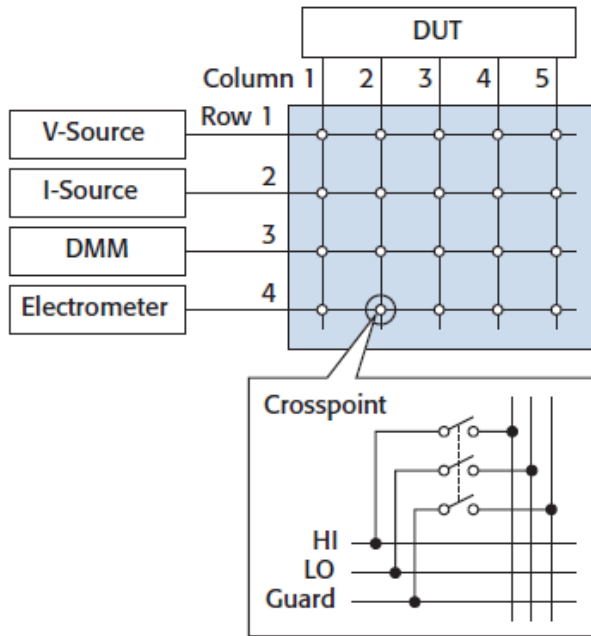 DUT
Column 1 2 3 4 5
Row 1
V-Source
2
I-Source
3
DMM
4
Electrometer
Crosspoint
HI
LO
Guard